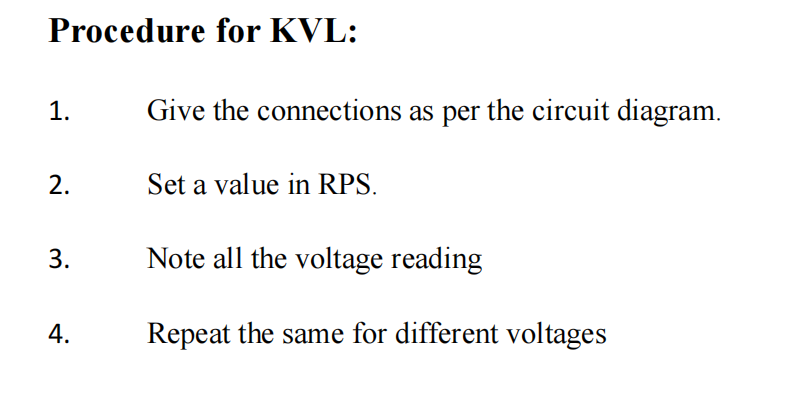 Procedure for KVL:
1. Give the connections as per the circuit diagram.
2. Set a value in RPS.
3. Note all the voltage reading
4. Repeat the same for different voltages